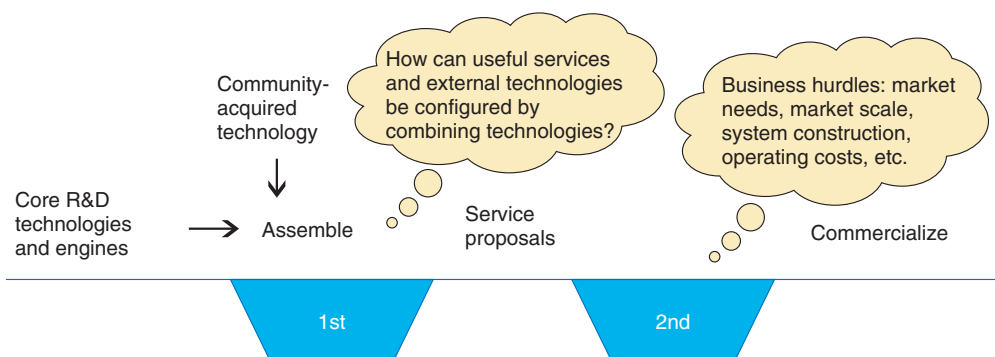 How can useful services
and external technologies
be configured by
combining technologies?
Business hurdles: market
needs, market scale,
system construction,
operating costs, etc.
Community-
acquired
technology
Core R&D
technologies
and engines
Assemble
Service
proposals
Commercialize
1st
2nd